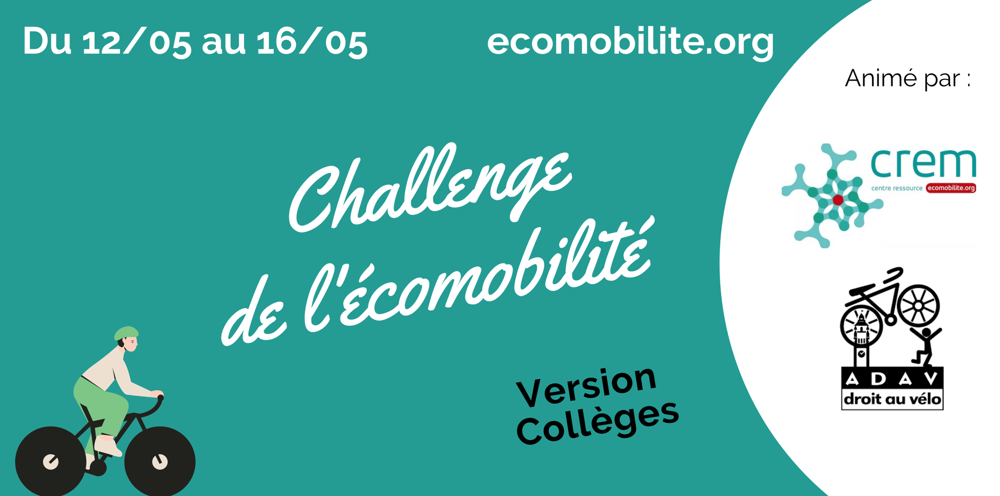 Du 12/05 au 16/05
ecomobilite.org
Animé par :
Challenge
de l'écomobilité
Version
Collèges
crem
centre ressource ecomobilite.org
ADAV
droit au vélo